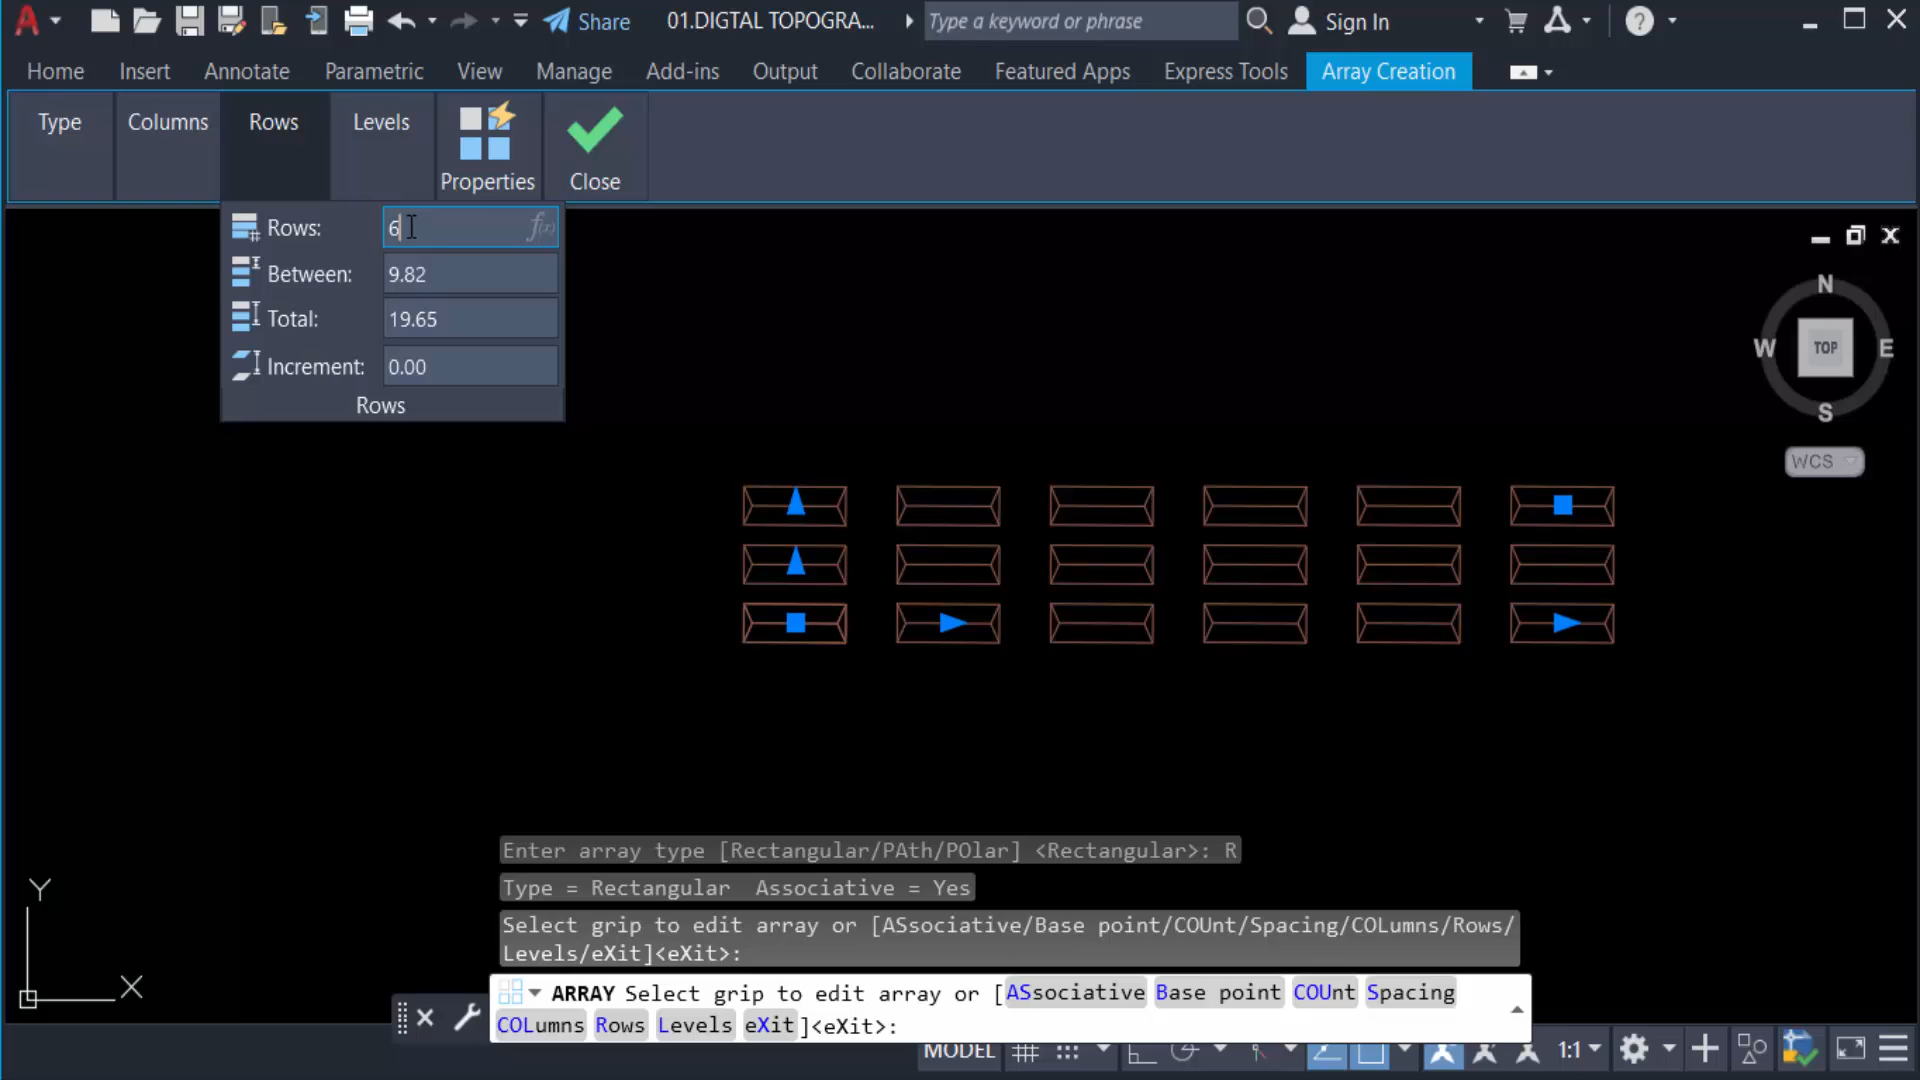 Share 01.DIGTAL TOPOGRA... Type a keyword or phrase Sign In
Home Insert Annotate Parametric View Manage Add-ins Output Collaborate Featured Apps Express Tools Array Creation
Type Columns Rows Levels
Properties Close
Rows: 6 f(x)
Between: 9.82
Total: 19.65
Increment: 0.00
Rows
N
W TOP E
S
WCS
Enter array type [Rectangular/PAth/POlar] <Rectangular>: R
Type = Rectangular Associative = Yes
Select grip to edit array or [ASsociative/Base point/COUnt/Spacing/COLumns/Rows/
Levels/eXit]<eXit>:
ARRAY Select grip to edit array or [ASsociative Base point COUnt Spacing
COLumns Rows Levels eXit]<eXit>:
Y
X
MODEL 1:1